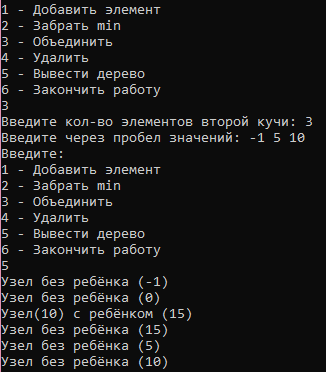 1 - Добавить элемент
2 - Забрать min
3 - Объединить
4 - Удалить
5 - Вывести дерево
6 - Закончить работу
3
Введите кол-во элементов второй кучи: 3
Введите через пробел значений: -1 5 10
Введите:
1 - Добавить элемент
2 - Забрать min
3 - Объединить
4 - Удалить
5 - Вывести дерево
6 - Закончить работу
5
Узел без ребёнка (-1)
Узел без ребёнка (0)
Узел(10) с ребёнком (15)
Узел без ребёнка (15)
Узел без ребёнка (5)
Узел без ребёнка (10)